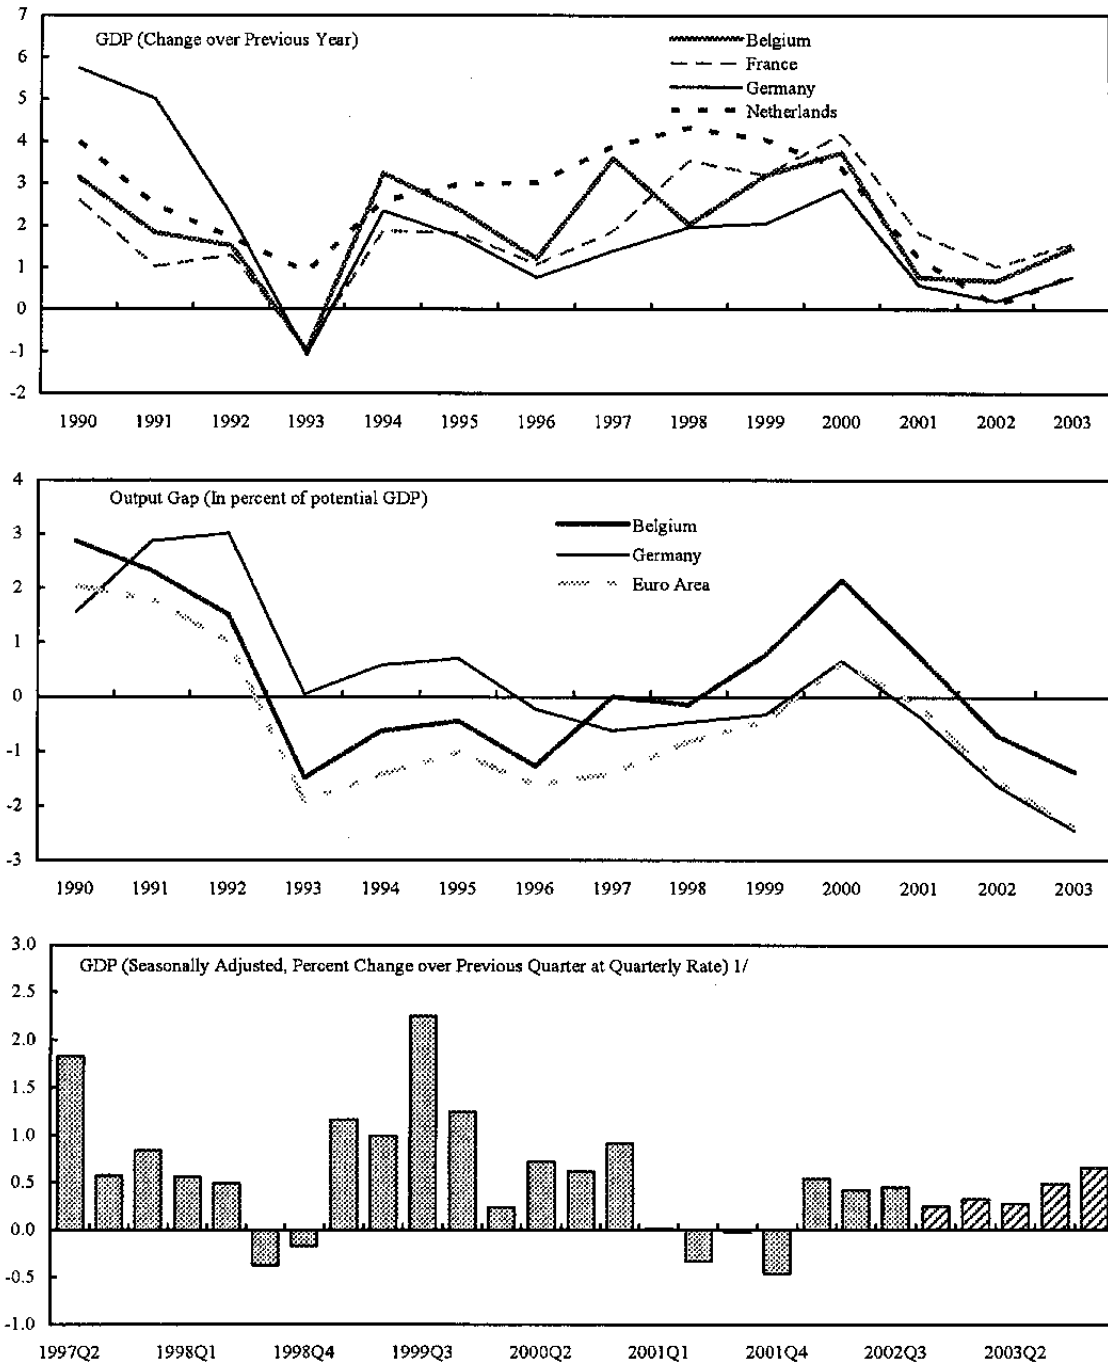 7
GDP (Change over Previous Year)
Belgium
6
France
Germany
5
Netherlands
4
3
2
1
0
-1
-2
1990 1991 1992 1993 1994 1995 1996 1997 1998 1999 2000 2001 2002 2003
4
Output Gap (In percent of potential GDP)
Belgium
3
Germany
Euro Area
2
1
0
-1
-2
-3
1990 1991 1992 1993 1994 1995 1996 1997 1998 1999 2000 2001 2002 2003
3.0
GDP (Seasonally Adjusted, Percent Change over Previous Quarter at Quarterly Rate) 1/
2.5
2.0
1.5
1.0
0.5
0.0
-0.5
-1.0
1997Q2 1998Q1 1998Q4 1999Q3 2000Q2 2001Q1 2001Q4 2002Q3 2003Q2